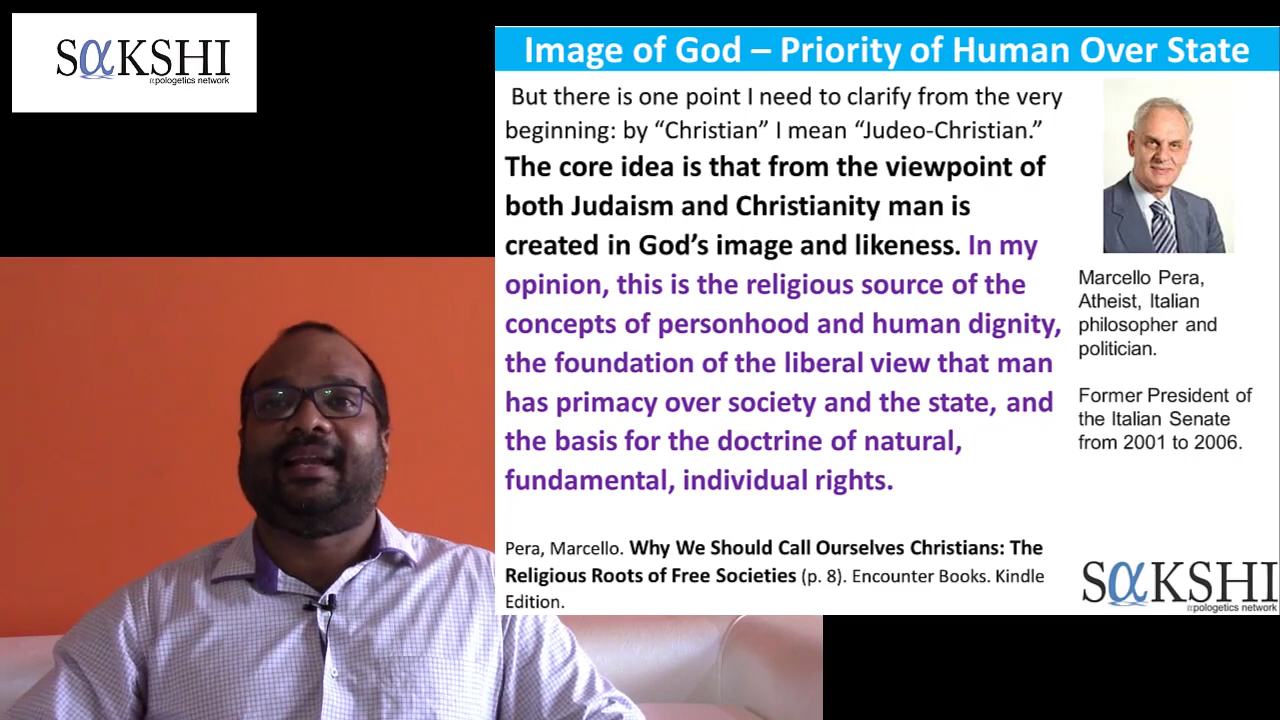 SαKSHI
αpologetics network
Image of God – Priority of Human Over State
But there is one point I need to clarify from the very
beginning: by “Christian” I mean “Judeo-Christian.”
The core idea is that from the viewpoint of
both Judaism and Christianity man is
created in God’s image and likeness. In my
opinion, this is the religious source of the
concepts of personhood and human dignity,
the foundation of the liberal view that man
has primacy over society and the state, and
the basis for the doctrine of natural,
fundamental, individual rights.
Pera, Marcello. Why We Should Call Ourselves Christians: The
Religious Roots of Free Societies (p. 8). Encounter Books. Kindle
Edition.
Marcello Pera,
Atheist, Italian
philosopher and
politician.
Former President of
the Italian Senate
from 2001 to 2006.
SαKSHI
αpologetics network